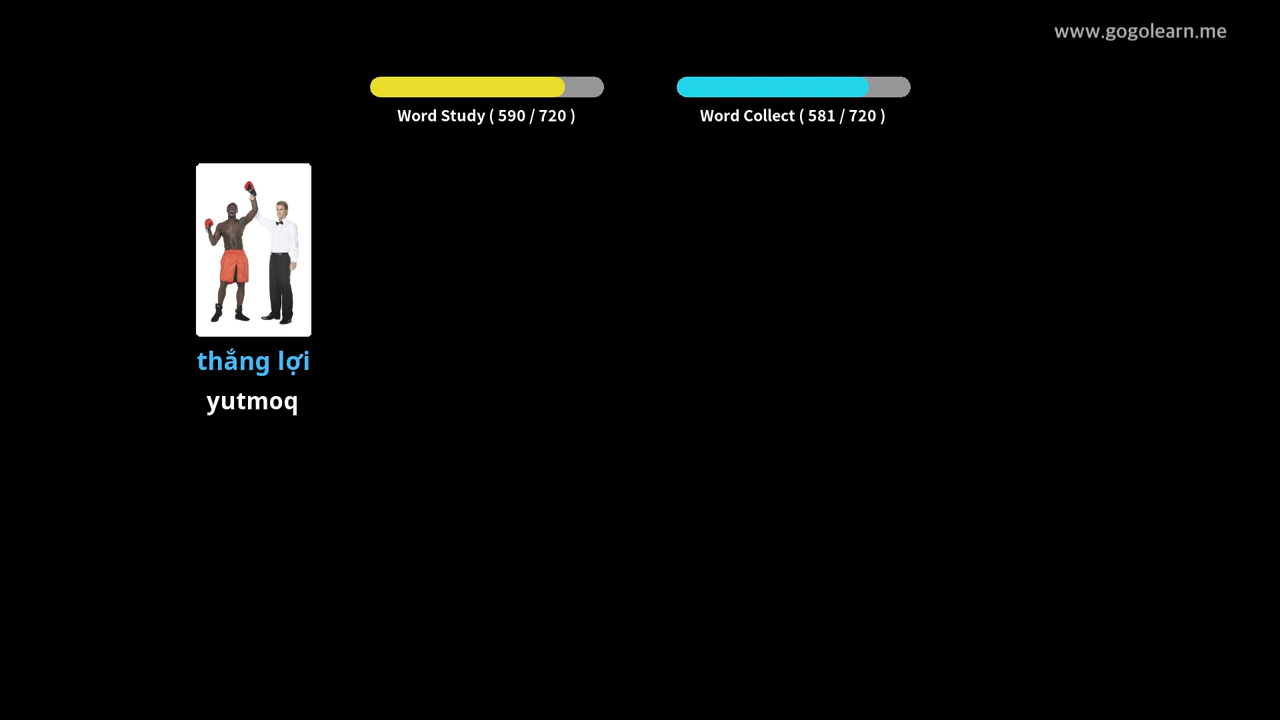 www.gogolearn.me
Word Study ( 590 / 720 )
Word Collect ( 581 / 720 )
thắng lợi
yutmoq